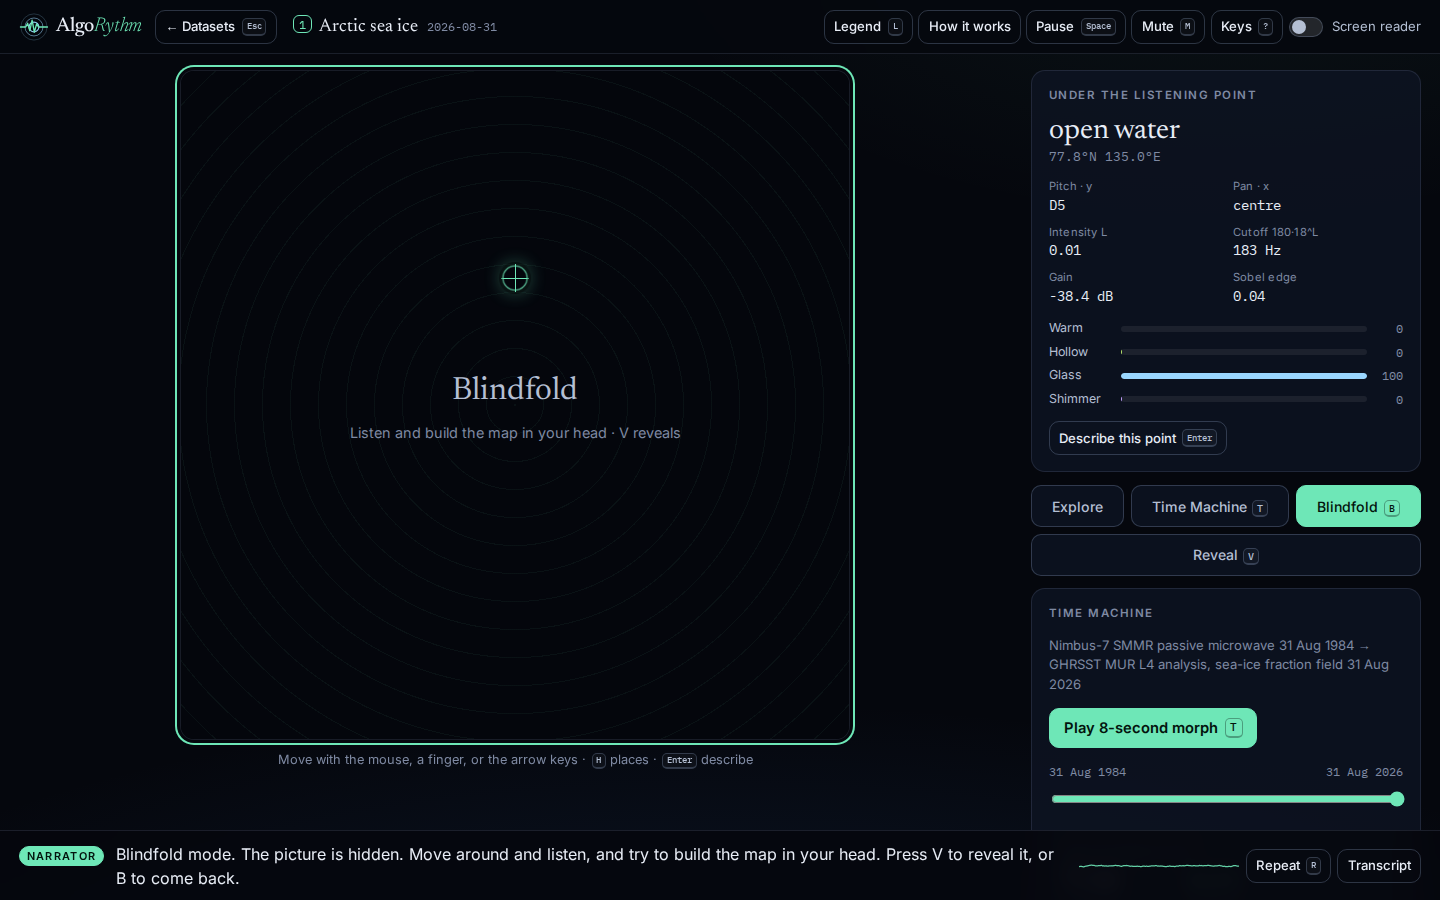 AlgoRythm
← Datasets Esc
1 Arctic sea ice 2026-08-31
Legend L
How it works
Pause Space
Mute M
Keys ?
Screen reader
Blindfold
Listen and build the map in your head · V reveals
Move with the mouse, a finger, or the arrow keys · H places · Enter describe
UNDER THE LISTENING POINT
open water
77.8°N 135.0°E
Pitch · y
D5
Pan · x
centre
Intensity L
0.01
Cutoff 180·18^L
183 Hz
Gain
-38.4 dB
Sobel edge
0.04
Warm 0
Hollow 0
Glass 100
Shimmer 0
Describe this point Enter
Explore
Time Machine T
Blindfold B
Reveal V
TIME MACHINE
Nimbus-7 SMMR passive microwave 31 Aug 1984 →
GHRSST MUR L4 analysis, sea-ice fraction field 31 Aug
2026
Play 8-second morph T
31 Aug 1984
31 Aug 2026
NARRATOR
Blindfold mode. The picture is hidden. Move around and listen, and try to build the map in your head. Press V to reveal it, or
B to come back.
Repeat R
Transcript